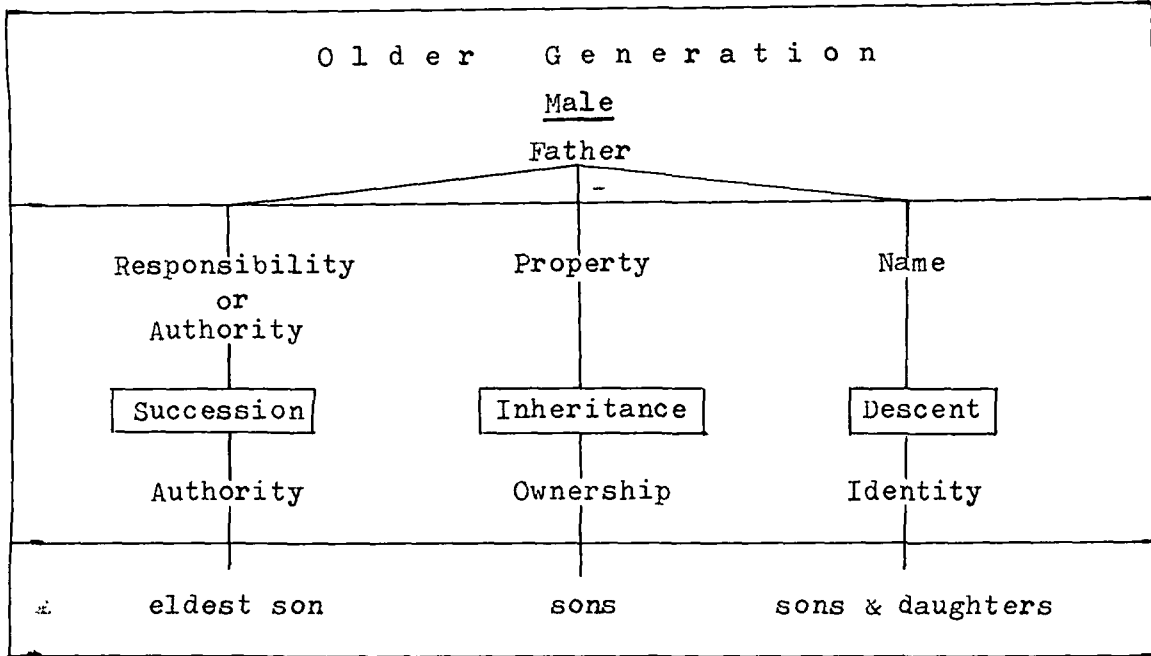 Older Generation
Male
Father
Responsibility Property Name
or
Authority
Succession Inheritance Descent
Authority Ownership Identity
eldest son sons sons & daughters